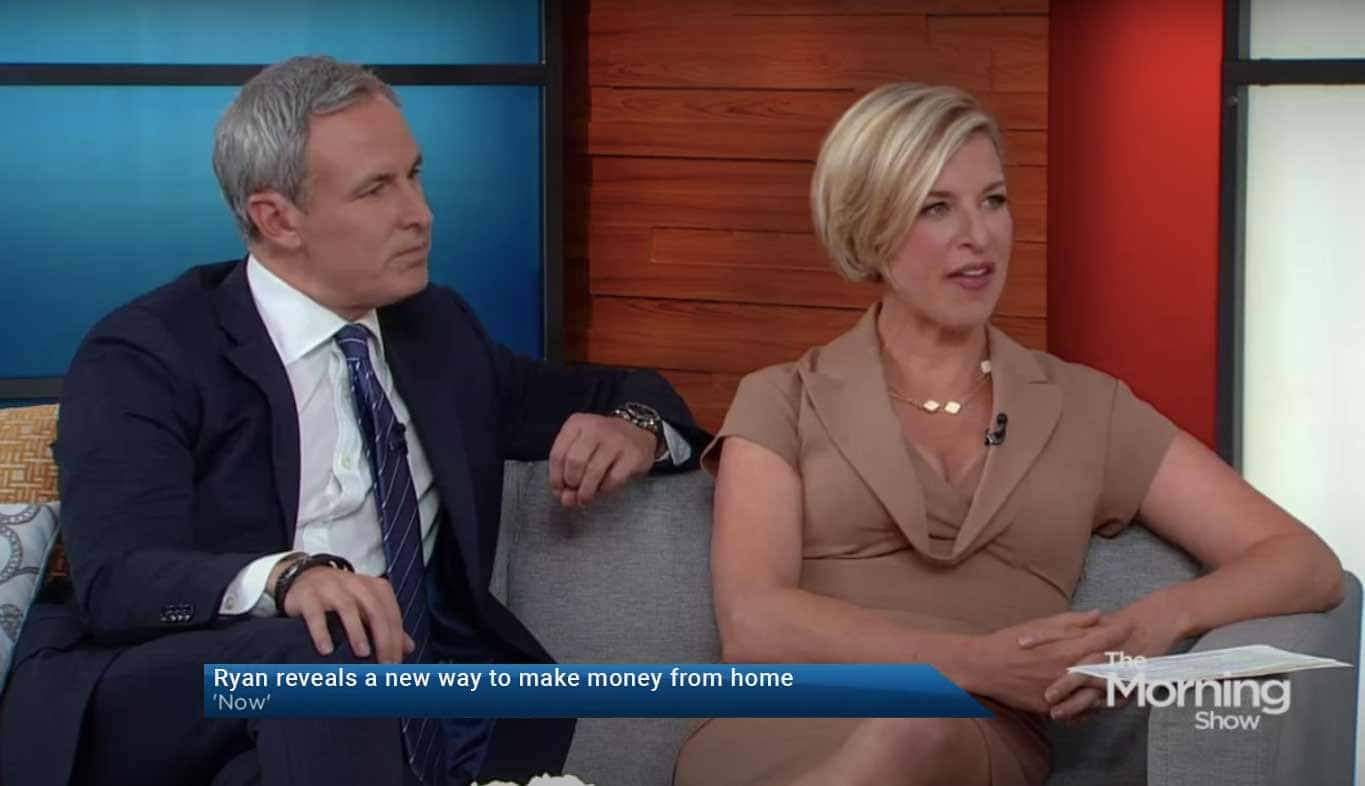 Ryan reveals a new way to make money from home
'Now'
The
Morning
Show